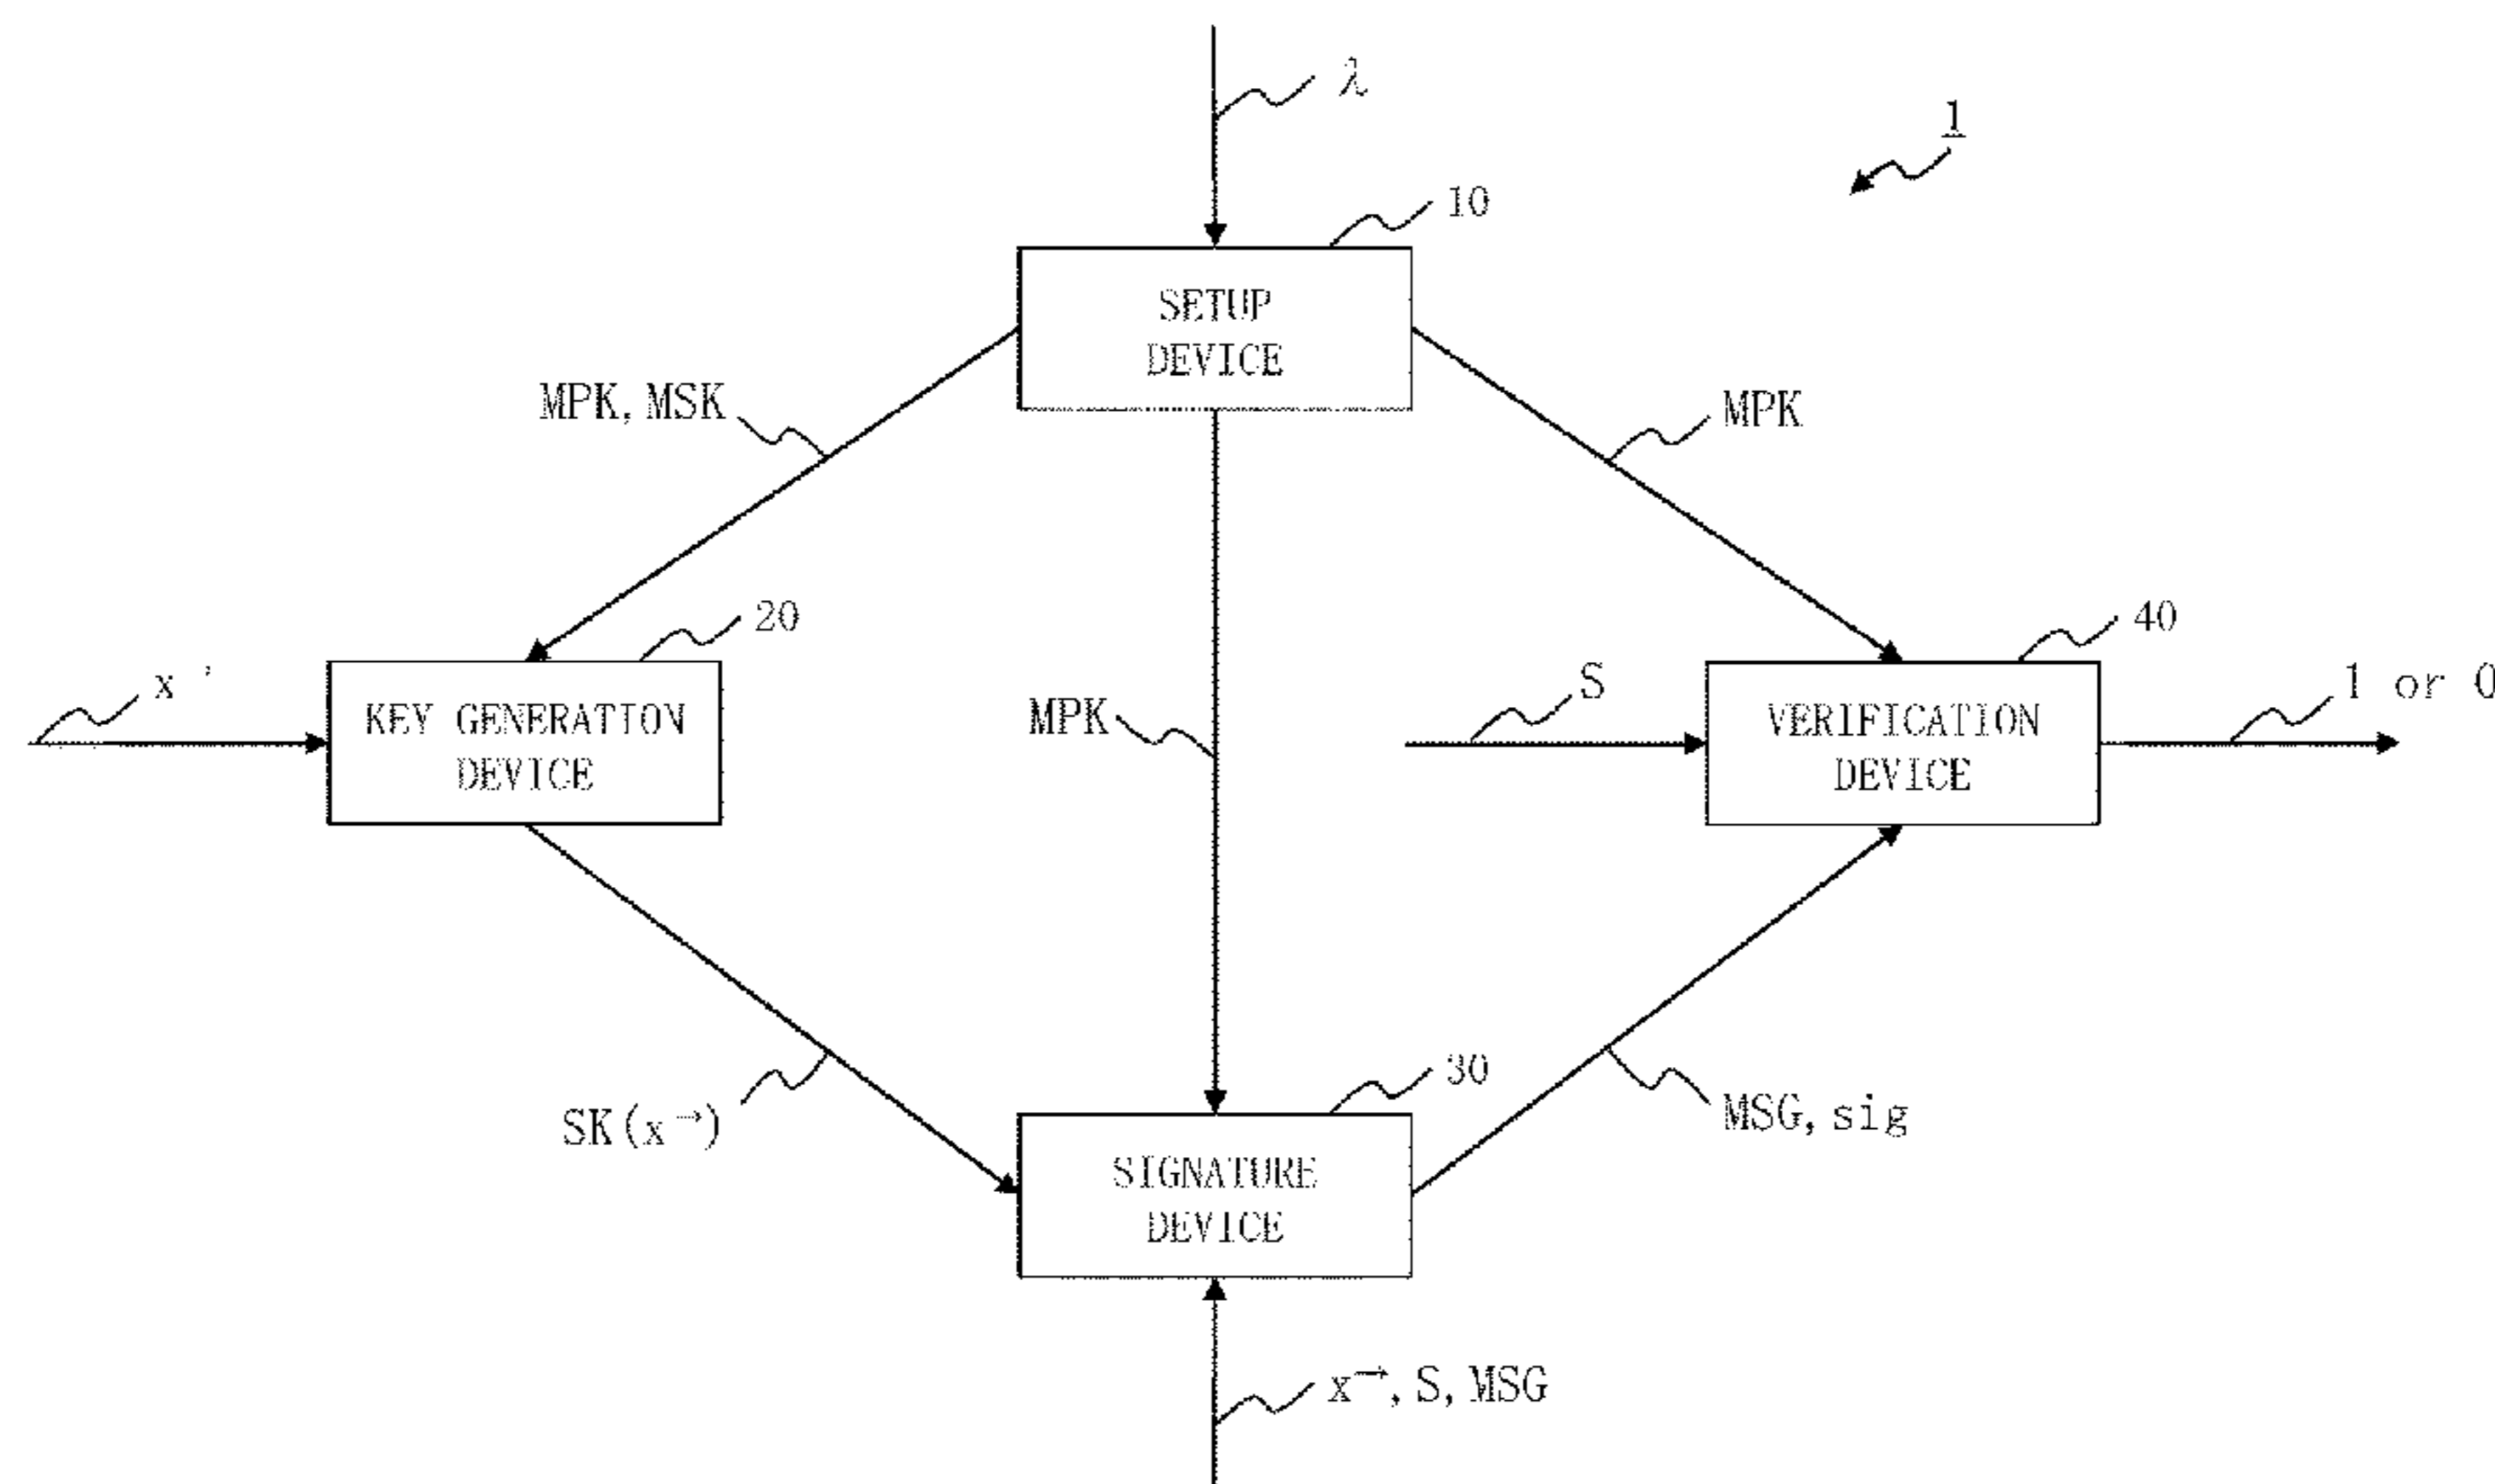 λ
1
10
SETUP
DEVICE
MPK, MSK
MPK
20
40
x
S
1 or 0
KEY GENERATION
DEVICE
MPK
VERIFICATION
DEVICE
30
SK(x→)
MSG, sig
SIGNATURE
DEVICE
x→, S, MSG